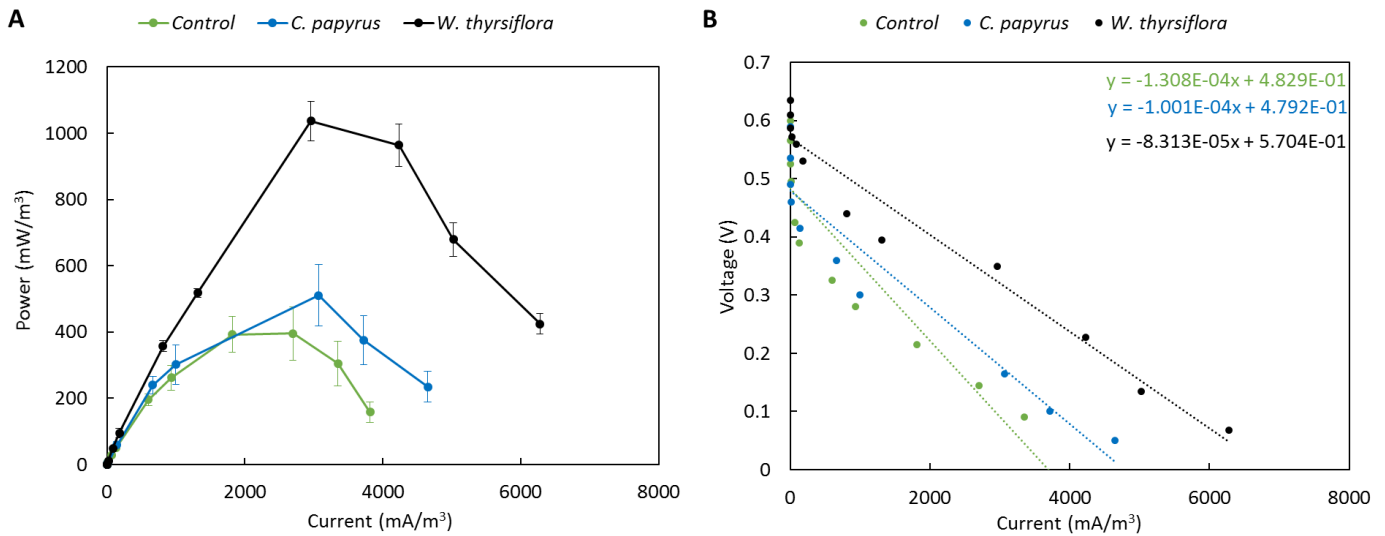 A
Control
C. papyrus
W. thyrsiflora
1200
1000
800
600
400
200
0
Power (mW/m³)
0
2000
4000
6000
8000
Current (mA/m³)
B
Control
C. papyrus
W. thyrsiflora
0.7
0.6
0.5
0.4
0.3
0.2
0.1
0
Voltage (V)
y = -1.308E-04x + 4.829E-01
y = -1.001E-04x + 4.792E-01
y = -8.313E-05x + 5.704E-01
0
2000
4000
6000
8000
Current (mA/m³)